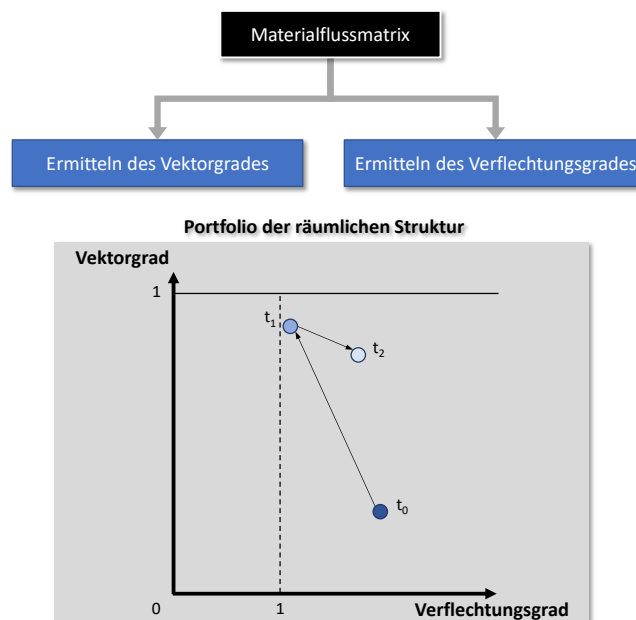 Materialflussmatrix
Ermitteln des Vektorgrades
Ermitteln des Verflechtungsgrades
Portfolio der räumlichen Struktur
Vektorgrad
1
t₁
t₂
t₀
0
1
Verflechtungsgrad